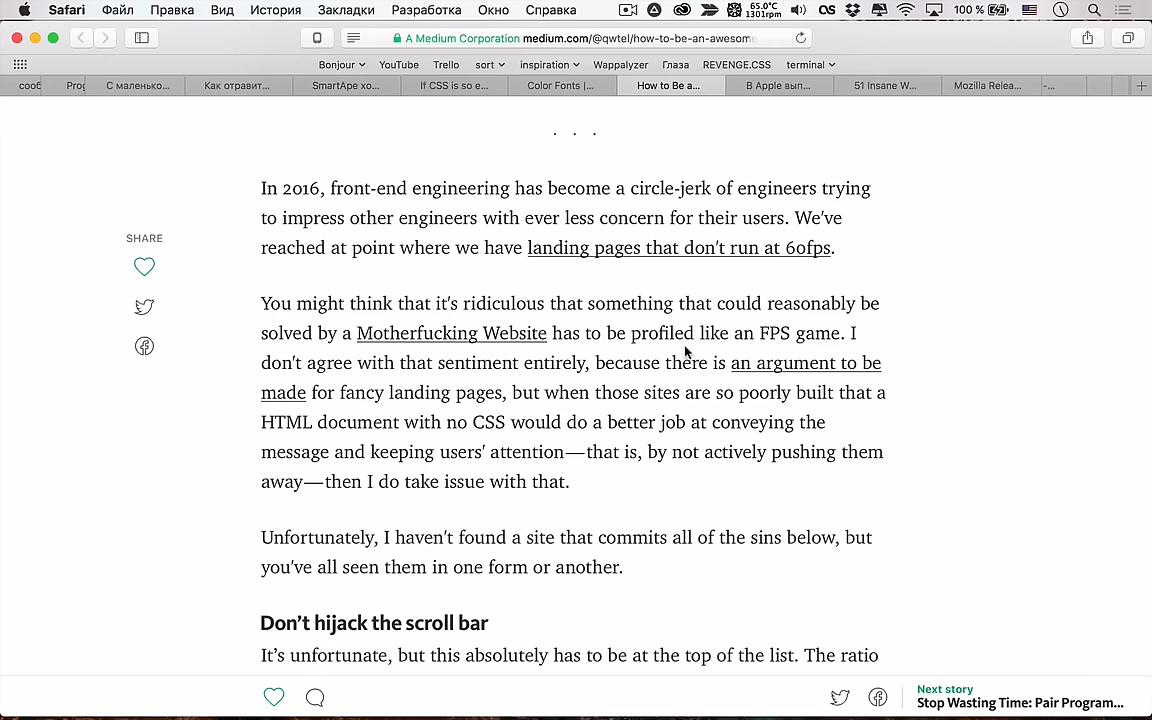 Safari Файл Правка Вид История Закладки Разработка Окно Справка 65.0°C 1301rpm 100 %
A Medium Corporation medium.com/@qwtel/how-to-be-an-awesom
Bonjour YouTube Trello sort inspiration Wappalyzer Глаза REVENGE.CSS terminal
сооб Prog С маленько... Как отравит... SmartApe хо... If CSS is so e... Color Fonts |... How to Be a... В Apple вып... 51 Insane W... Mozilla Relea... -...
. . .
In 2016, front-end engineering has become a circle-jerk of engineers trying
to impress other engineers with ever less concern for their users. We've
reached at point where we have landing pages that don't run at 60fps.
SHARE
You might think that it's ridiculous that something that could reasonably be
solved by a Motherfucking Website has to be profiled like an FPS game. I
don't agree with that sentiment entirely, because there is an argument to be
made for fancy landing pages, but when those sites are so poorly built that a
HTML document with no CSS would do a better job at conveying the
message and keeping users' attention—that is, by not actively pushing them
away—then I do take issue with that.
Unfortunately, I haven't found a site that commits all of the sins below, but
you've all seen them in one form or another.
Don't hijack the scroll bar
It's unfortunate, but this absolutely has to be at the top of the list. The ratio
Next story
Stop Wasting Time: Pair Program...